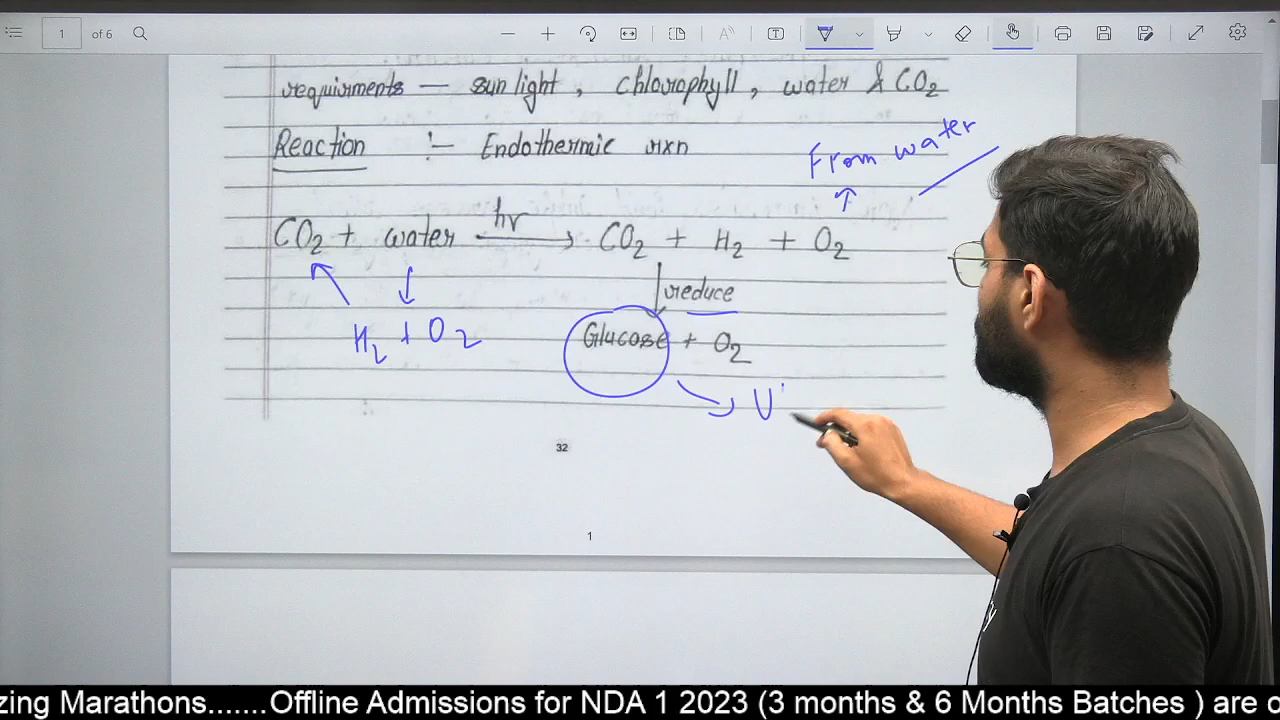 1 of 6
requirments — sunlight, Chlorophyll, water & CO2
Reaction :- Endothermic rxn
From water
CO2 + water hv CO2 + H2 + O2
reduce
H2 + O2
Glucose + O2
32
1
zing Marathons.......Offline Admissions for NDA 1 2023 (3 months & 6 Months Batches ) are o